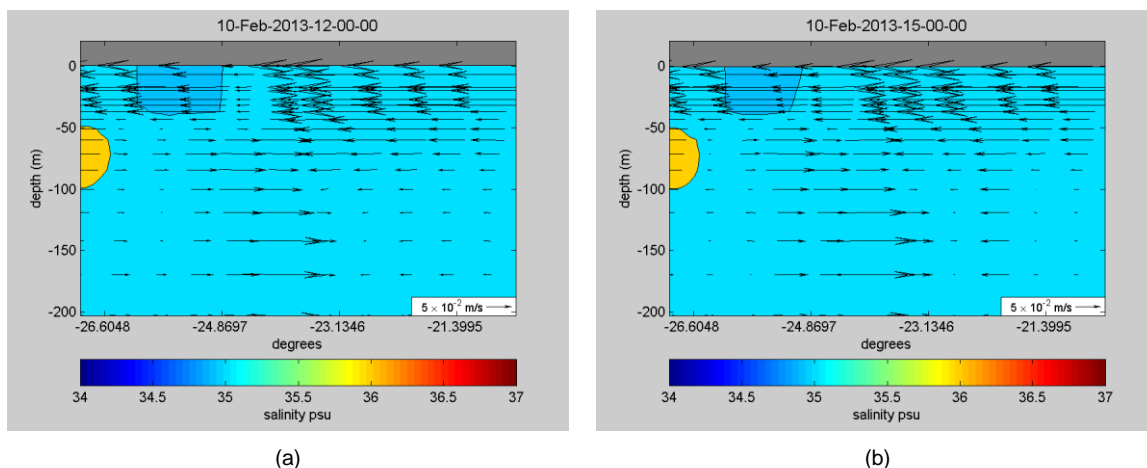 10-Feb-2013-12-00-00
0
-50
-100
-150
-200
depth (m)
5 × 10⁻² m/s
-26.6048 -24.8697 -23.1346 -21.3995
degrees
34 34.5 35 35.5 36 36.5 37
salinity psu
(a)
10-Feb-2013-15-00-00
0
-50
-100
-150
-200
depth (m)
5 × 10⁻² m/s
-26.6048 -24.8697 -23.1346 -21.3995
degrees
34 34.5 35 35.5 36 36.5 37
salinity psu
(b)